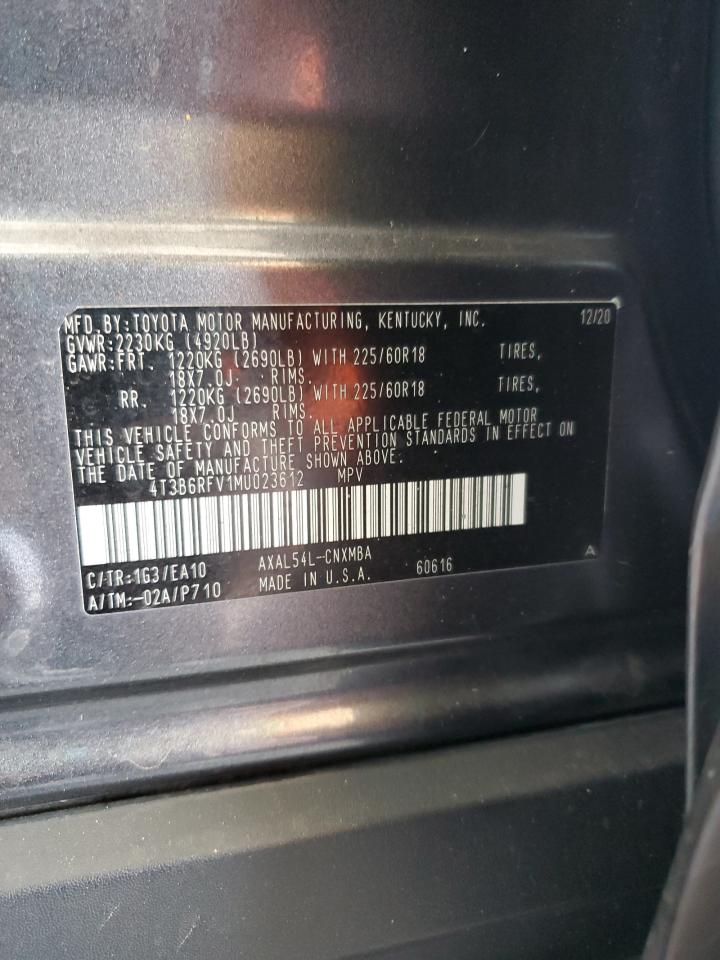 MFD.BY:TOYOTA MOTOR MANUFACTURING, KENTUCKY, INC. 12/20
GVWR:2230KG (4920LB)
GAWR:FRT. 1220KG (2690LB) WITH 225/60R18 TIRES,
18X7.0J RIMS.
RR. 1220KG (2690LB) WITH 225/60R18 TIRES,
18X7.0J RIMS.
THIS VEHICLE CONFORMS TO ALL APPLICABLE FEDERAL MOTOR
VEHICLE SAFETY AND THEFT PREVENTION STANDARDS IN EFFECT ON
THE DATE OF MANUFACTURE SHOWN ABOVE.
4T3B6RFV1MU023612 MPV
C/TR:1G3/EA10 AXAL54L-CNXMBA A
A/TM:-02A/P710 MADE IN U.S.A. 60616